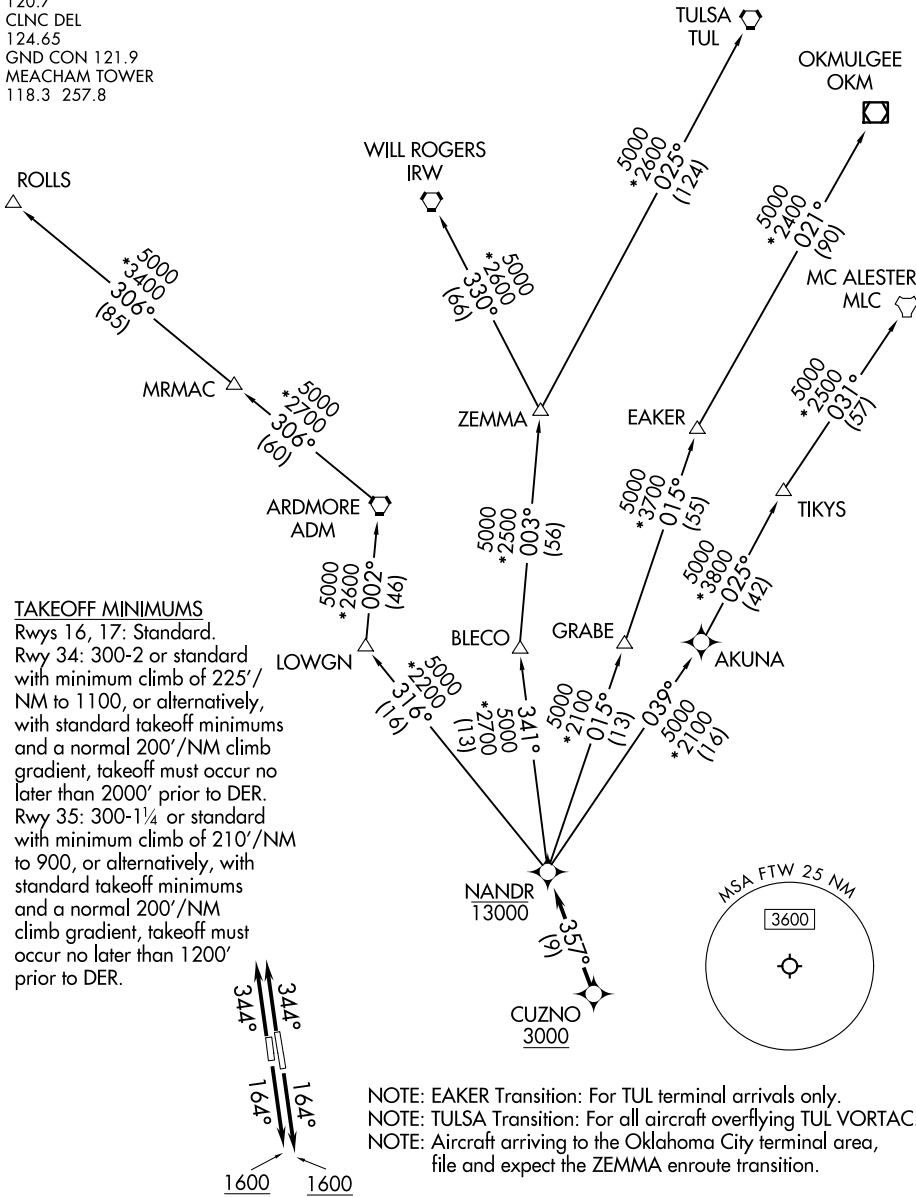 120.7
CLNC DEL
124.65
GND CON 121.9
MEACHAM TOWER
118.3 257.8
TULSA
TUL
OKMULGEE
OKM
WILL ROGERS
IRW
ROLLS
5000
*2600
025°
(124)
5000
*2400
021°
(90)
5000
*3400
306°
(85)
5000
*2600
330°
(66)
MC ALESTER
MLC
MRMAC
5000
*2700
306°
(60)
ZEMMA
EAKER
5000
*2500
031°
(57)
ARDMORE
ADM
5000
*2500
003°
(56)
5000
*3700
015°
(55)
TIKYS
5000
*2600
002°
(46)
5000
*3800
025°
(42)
LOWGN
BLECO
GRABE
AKUNA
5000
*2200
316°
(16)
341°
5000
*2700
(13)
5000
*2100
015°
(13)
039°
5000
*2100
(16)
TAKEOFF MINIMUMS
Rwys 16, 17: Standard.
Rwy 34: 300-2 or standard
with minimum climb of 225'/
NM to 1100, or alternatively,
with standard takeoff minimums
and a normal 200'/NM climb
gradient, takeoff must occur no
later than 2000' prior to DER.
Rwy 35: 300-1¼ or standard
with minimum climb of 210'/NM
to 900, or alternatively, with
standard takeoff minimums
and a normal 200'/NM
climb gradient, takeoff must
occur no later than 1200'
prior to DER.
NANDR
13000
357°
(9)
CUZNO
3000
MSA FTW 25 NM
3600
344°
344°
164°
164°
1600
1600
NOTE: EAKER Transition: For TUL terminal arrivals only.
NOTE: TULSA Transition: For all aircraft overflying TUL VORTAC.
NOTE: Aircraft arriving to the Oklahoma City terminal area,
file and expect the ZEMMA enroute transition.